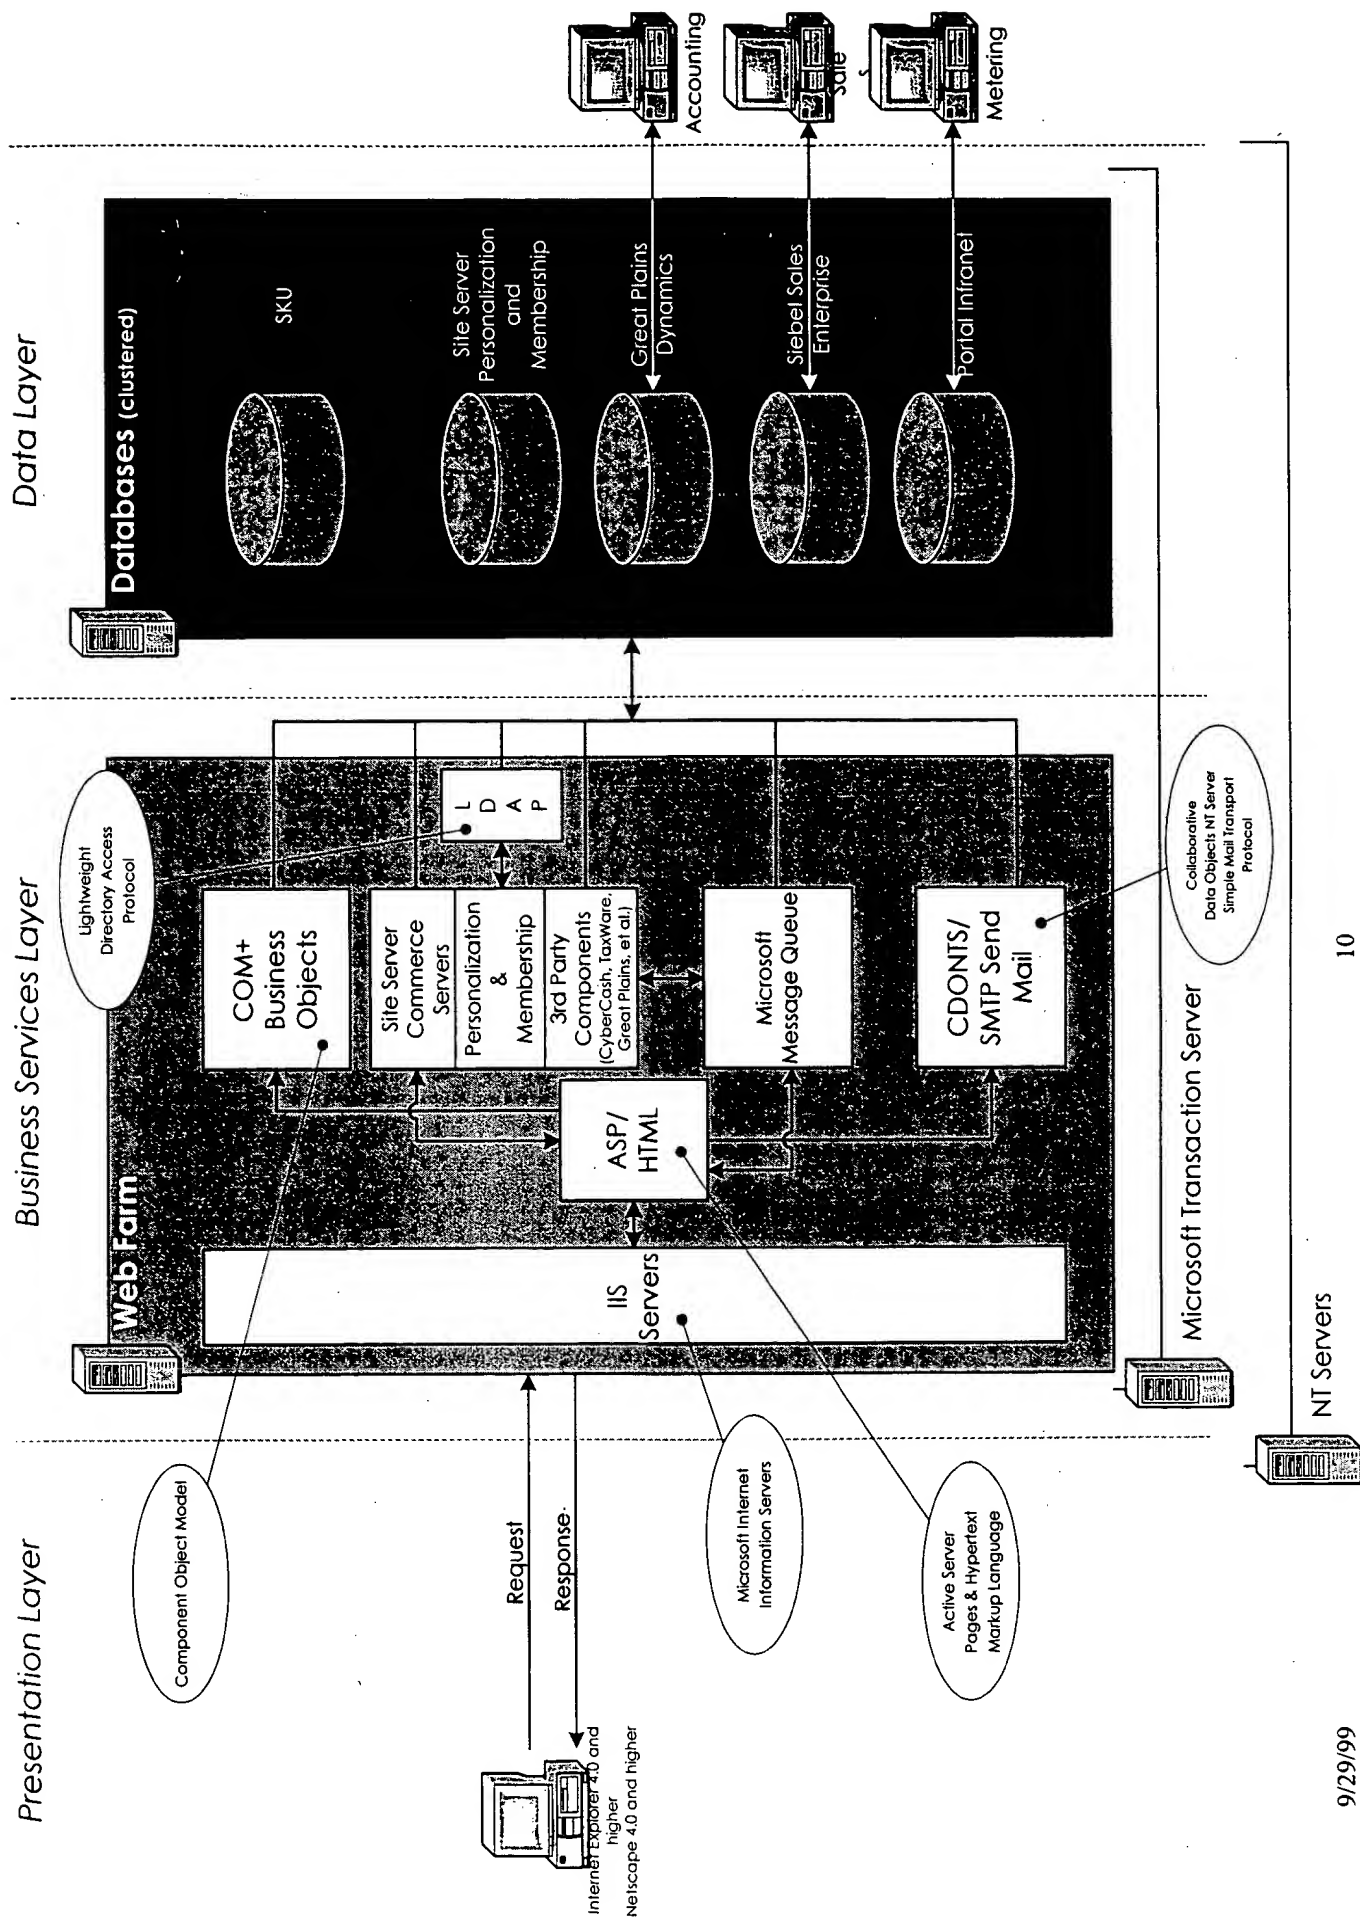 Presentation Layer
Business Services Layer
Data Layer
Component Object Model
Request
Response
Internet Explorer 4.0 and
higher
Netscape 4.0 and higher
Microsoft Internet
Information Servers
Active Server
Pages & Hypertext
Markup Language
Web Farm
Lightweight
Directory Access
Protocol
IIS
Servers
ASP/
HTML
COM+
Business
Objects
Site Server
Commerce
Servers
Personalization
&
Membership
3rd Party
Components
(CyberCash, TaxWare,
Great Plains, et al.)
L
D
A
P
Microsoft
Message Queue
CDONTS/
SMTP Send
Mail
Collaborative
Data Objects NT Server
Simple Mail Transport
Protocol
Databases (clustered)
SKU
Site Server
Personalization
and
Membership
Great Plains
Dynamics
Siebel Sales
Enterprise
Portal Infranet
Accounting
Sale
s
Metering
Microsoft Transaction Server
NT Servers
9/29/99
10